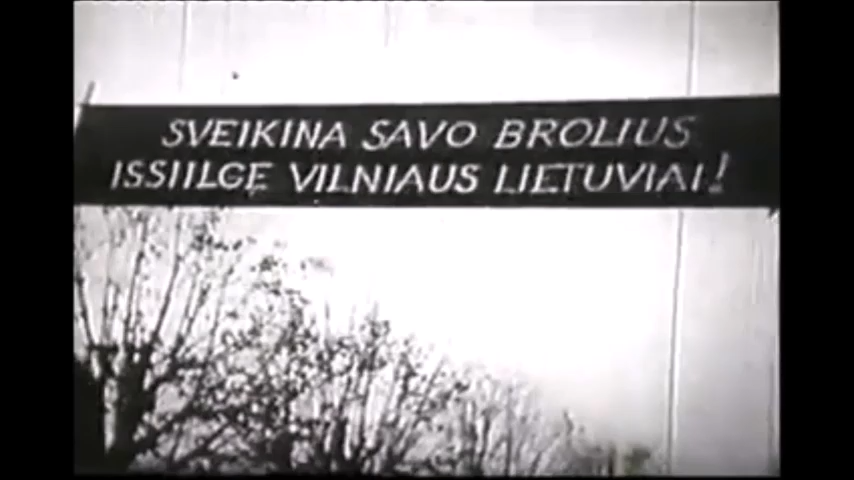 SVEIKINA SAVO BROLIUS
ISSIILGĘ VILNIAUS LIETUVIAI!